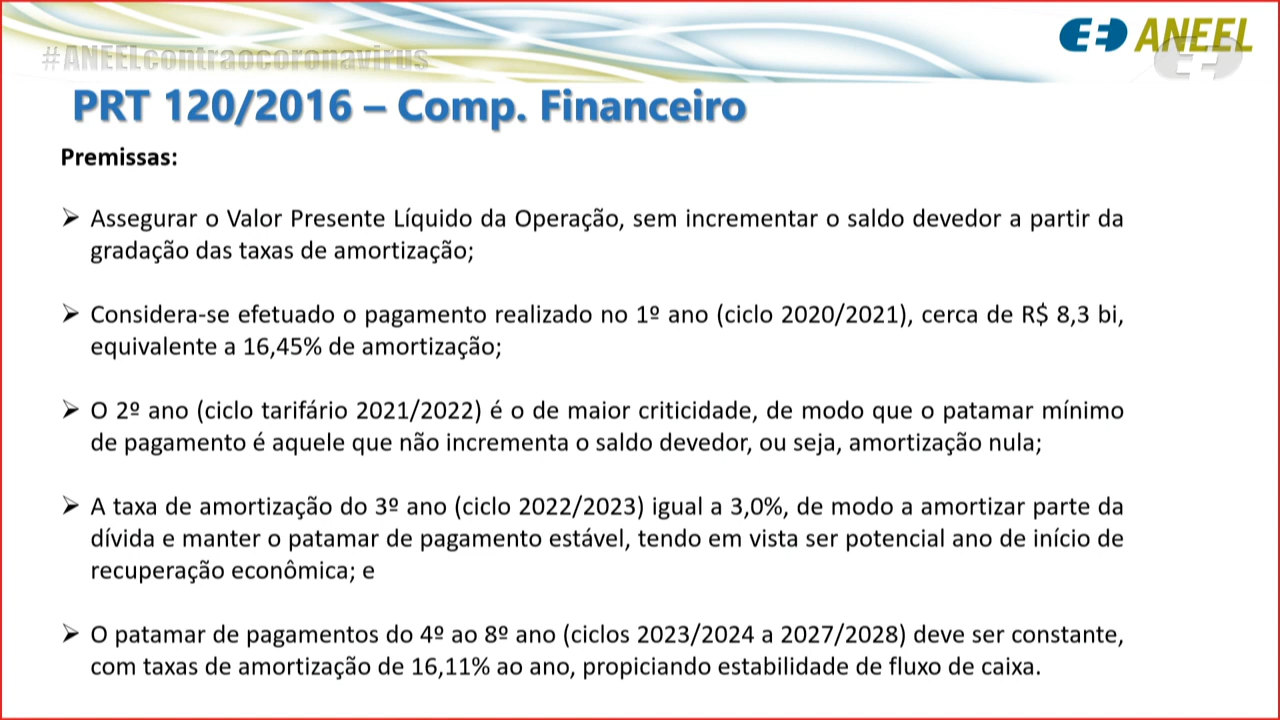 #ANEELcontraocoronavirus
ANEEL
PRT 120/2016 – Comp. Financeiro
Premissas:
➢ Assegurar o Valor Presente Líquido da Operação, sem incrementar o saldo devedor a partir da
gradação das taxas de amortização;
➢ Considera-se efetuado o pagamento realizado no 1º ano (ciclo 2020/2021), cerca de R$ 8,3 bi,
equivalente a 16,45% de amortização;
➢ O 2º ano (ciclo tarifário 2021/2022) é o de maior criticidade, de modo que o patamar mínimo
de pagamento é aquele que não incrementa o saldo devedor, ou seja, amortização nula;
➢ A taxa de amortização do 3º ano (ciclo 2022/2023) igual a 3,0%, de modo a amortizar parte da
dívida e manter o patamar de pagamento estável, tendo em vista ser potencial ano de início de
recuperação econômica; e
➢ O patamar de pagamentos do 4º ao 8º ano (ciclos 2023/2024 a 2027/2028) deve ser constante,
com taxas de amortização de 16,11% ao ano, propiciando estabilidade de fluxo de caixa.